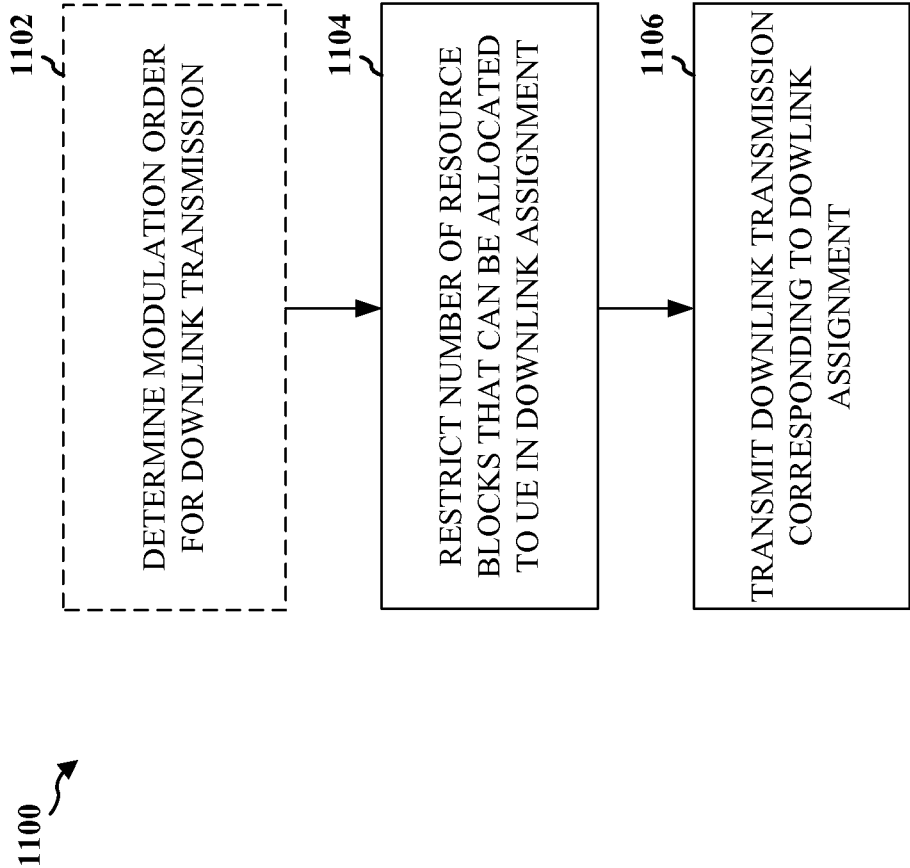 1100
1102
DETERMINE MODULATION ORDER
FOR DOWNLINK TRANSMISSION
1104
RESTRICT NUMBER OF RESOURCE
BLOCKS THAT CAN BE ALLOCATED
TO UE IN DOWNLINK ASSIGNMENT
1106
TRANSMIT DOWNLINK TRANSMISSION
CORRESPONDING TO DOWLINK
ASSIGNMENT